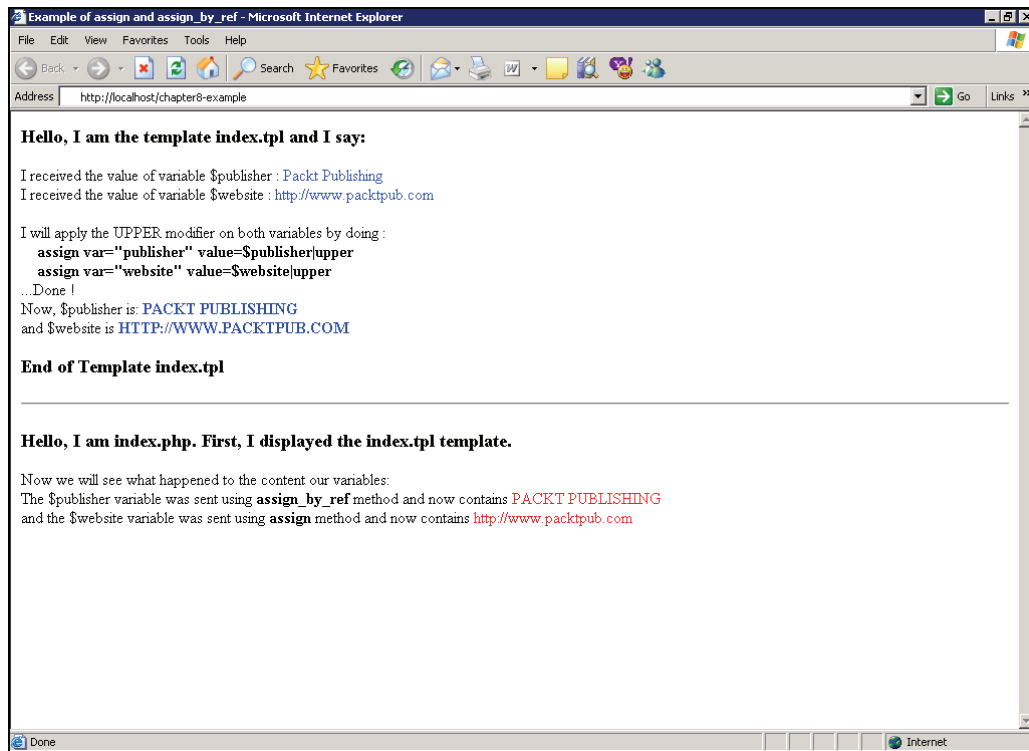 Example of assign and assign_by_ref - Microsoft Internet Explorer
File Edit View Favorites Tools Help
Back Search Favorites
Address http://localhost/chapter8-example Go Links »
Hello, I am the template index.tpl and I say:
I received the value of variable $publisher : Packt Publishing
I received the value of variable $website : http://www.packtpub.com
I will apply the UPPER modifier on both variables by doing :
assign var="publisher" value=$publisher|upper
assign var="website" value=$website|upper
...Done !
Now, $publisher is: PACKT PUBLISHING
and $website is HTTP://WWW.PACKTPUB.COM
End of Template index.tpl
Hello, I am index.php. First, I displayed the index.tpl template.
Now we will see what happened to the content our variables:
The $publisher variable was sent using assign_by_ref method and now contains PACKT PUBLISHING
and the $website variable was sent using assign method and now contains http://www.packtpub.com
Done Internet